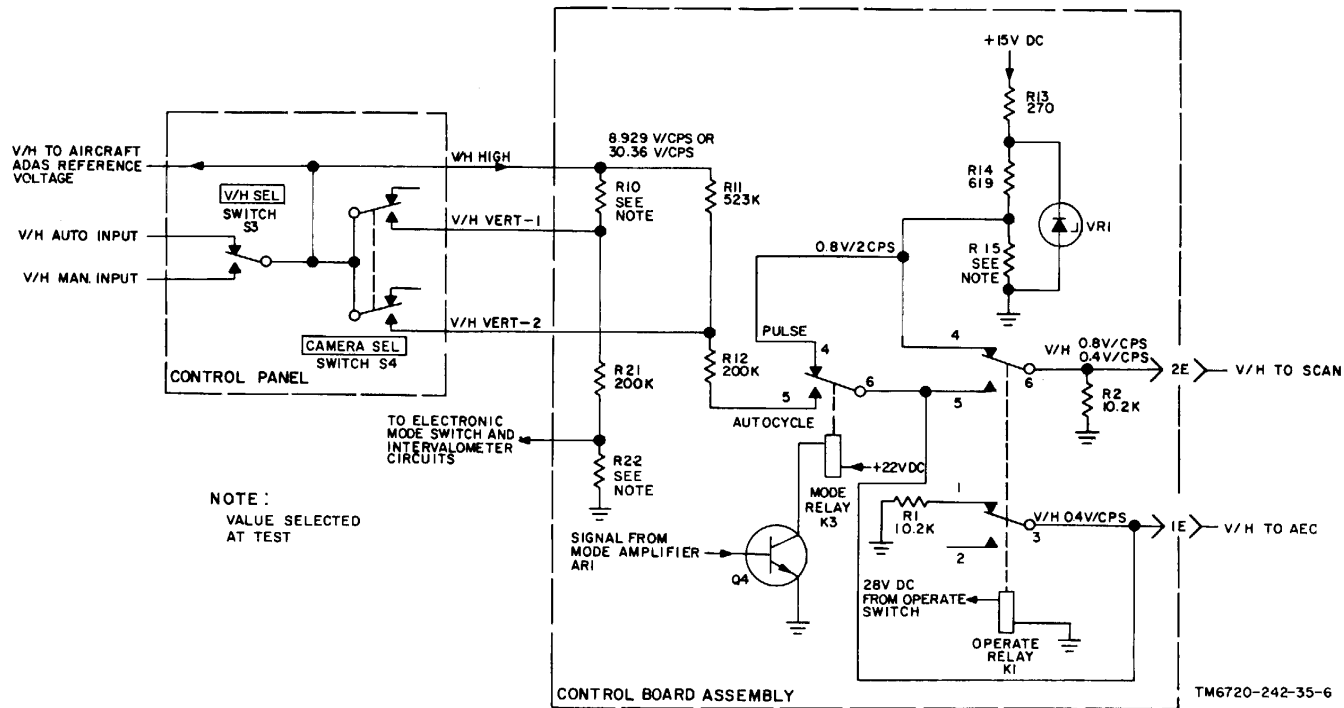 +15V DC
R13
270
8.929 V/CPS OR
30.36 V/CPS
V/H TO AIRCRAFT
ADAS REFERENCE
VOLTAGE
V/H HIGH
R14
619
V/H SEL
SWITCH
S3
R10
SEE
NOTE
R11
523K
VR1
V/H AUTO INPUT
V/H VERT-1
0.8V/2CPS
R15
SEE
NOTE
V/H MAN. INPUT
V/H VERT-2
PULSE
4
4
V/H
0.8V/CPS
0.4V/CPS
CAMERA SEL
SWITCH S4
R12
200K
6
6
2E
V/H TO SCAN
CONTROL PANEL
R21
200K
5
5
R2
10.2K
AUTOCYCLE
TO ELECTRONIC
MODE SWITCH AND
INTERVALOMETER
CIRCUITS
+22V DC
R22
SEE
NOTE
NOTE:
VALUE SELECTED
AT TEST
MODE
RELAY
K3
R1
10.2K
1
V/H 0.4V/CPS
3
2
1E
V/H TO AEC
SIGNAL FROM
MODE AMPLIFIER
AR1
Q4
28V DC
FROM OPERATE
SWITCH
OPERATE
RELAY
K1
CONTROL BOARD ASSEMBLY
TM6720-242-35-6